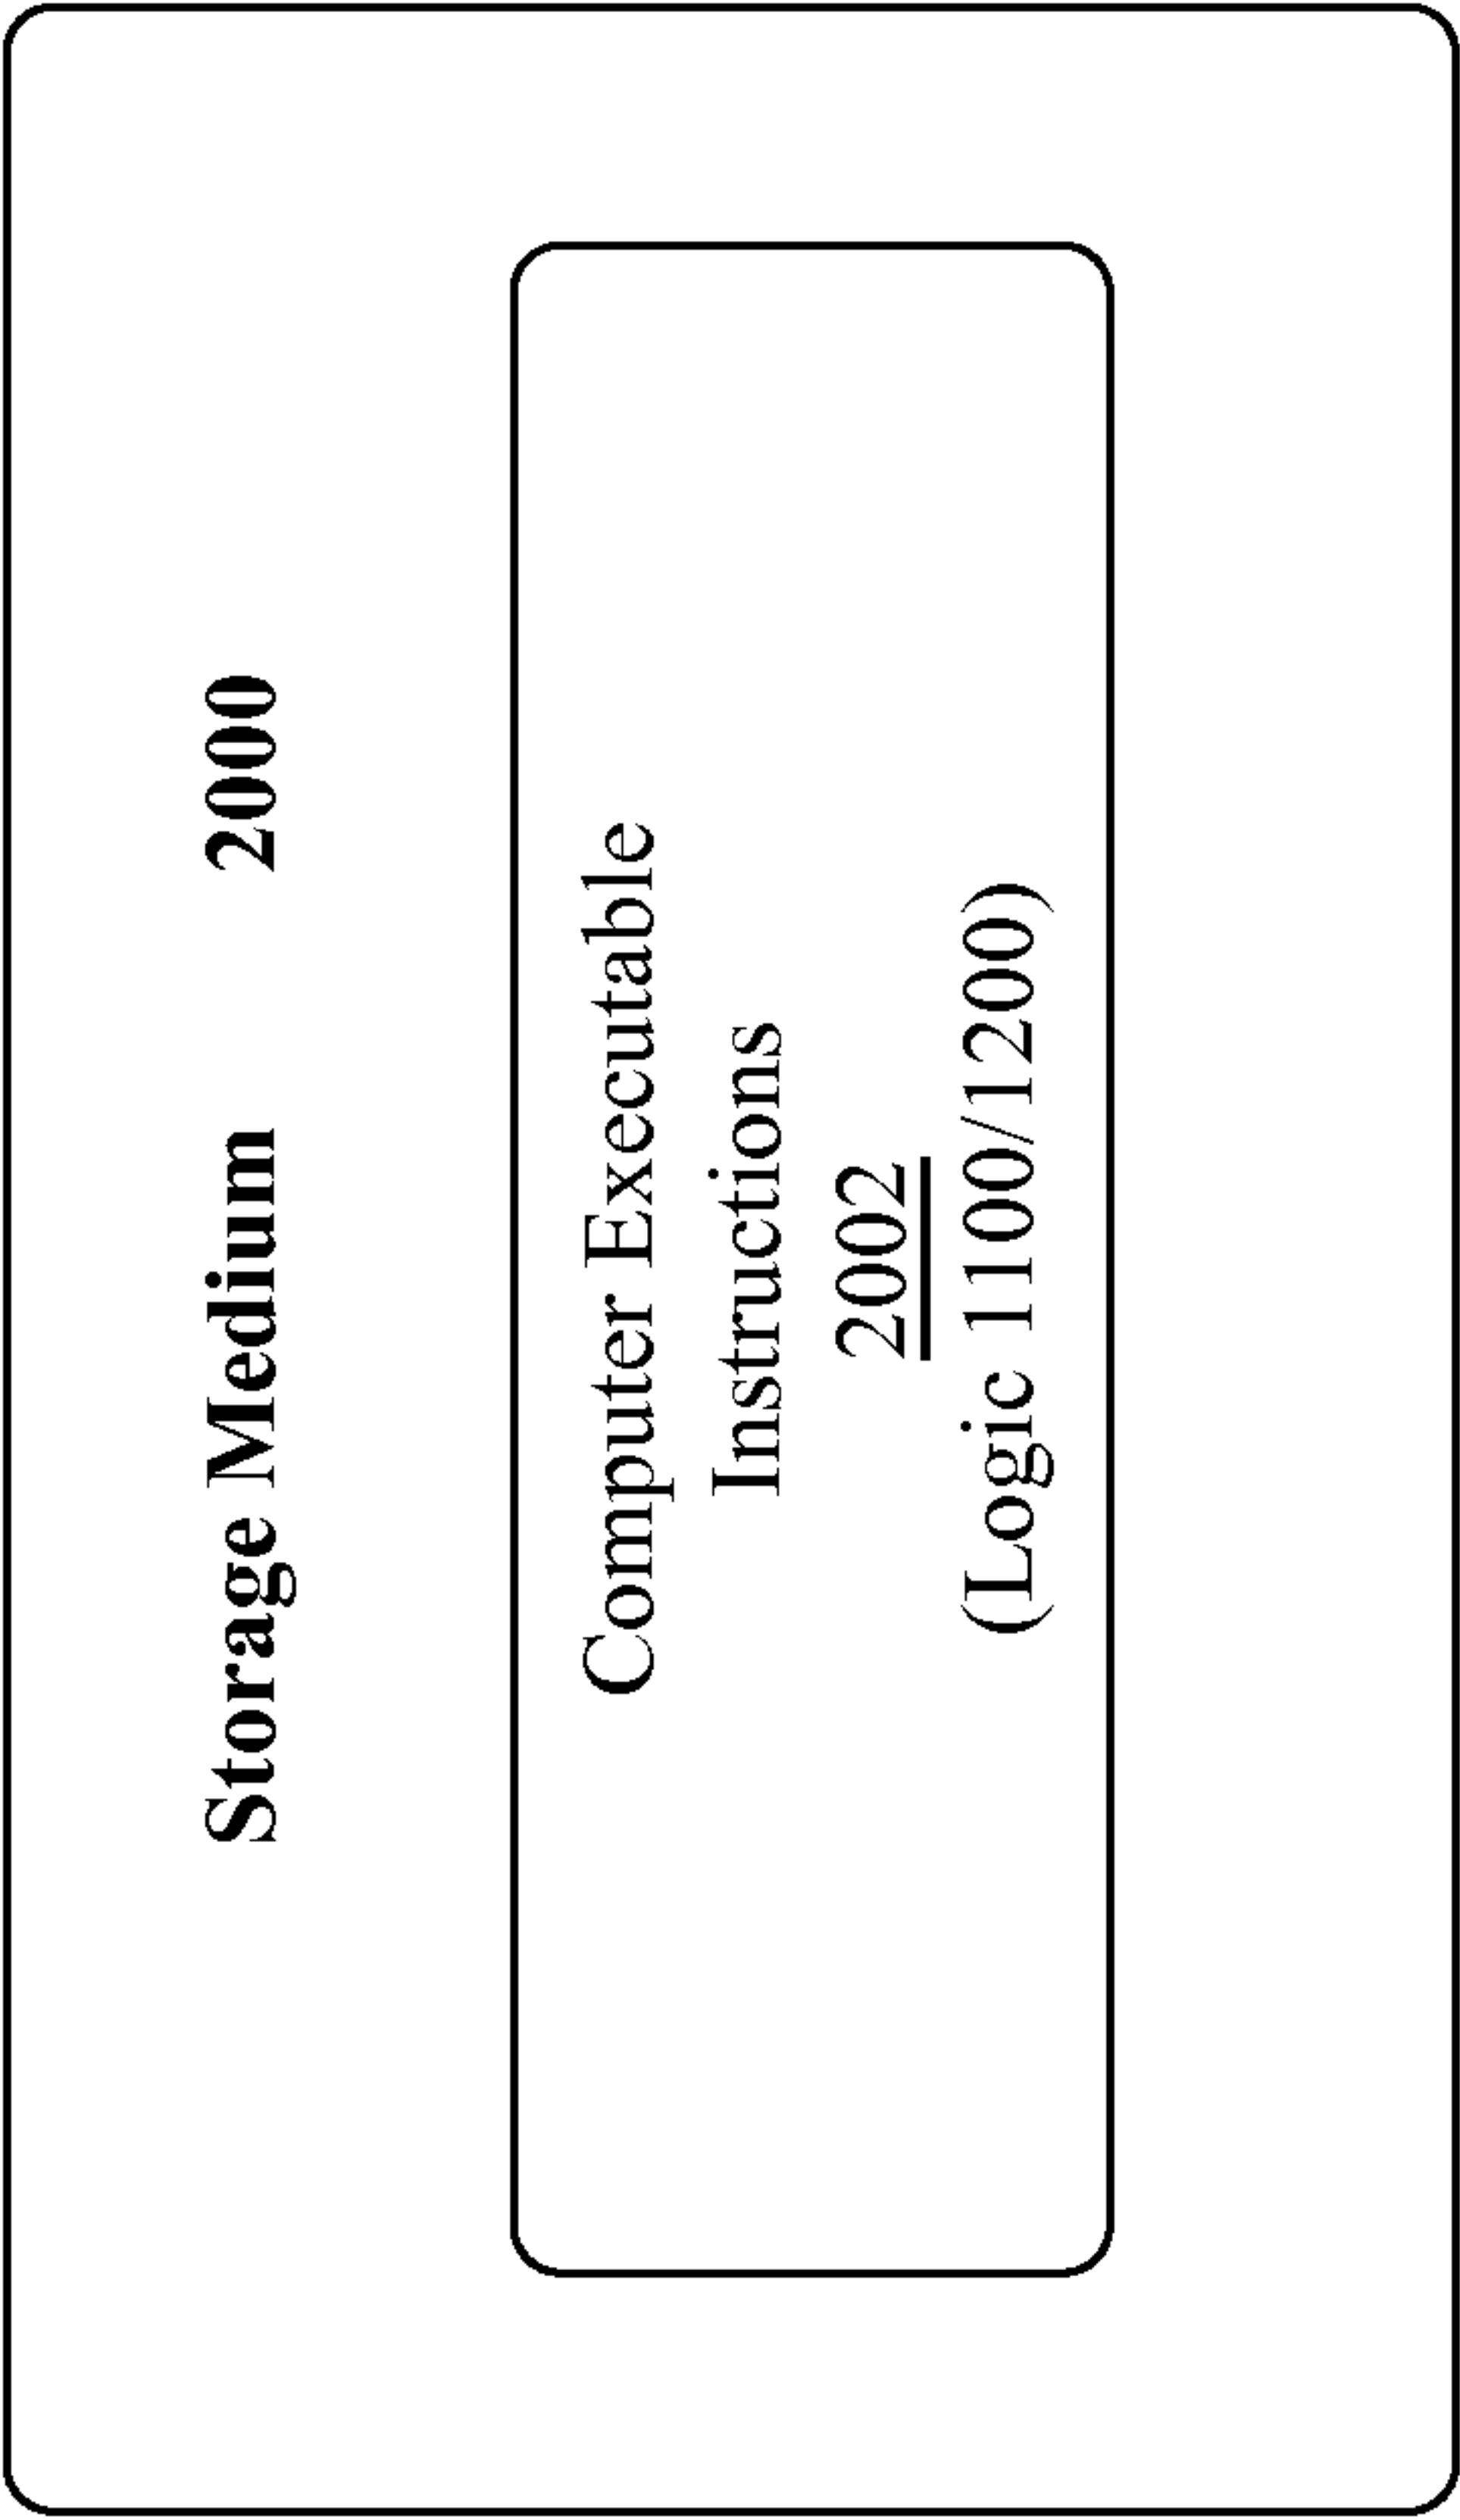 Storage Medium 2000
Computer Executable
Instructions
2002
(Logic 1100/1200)